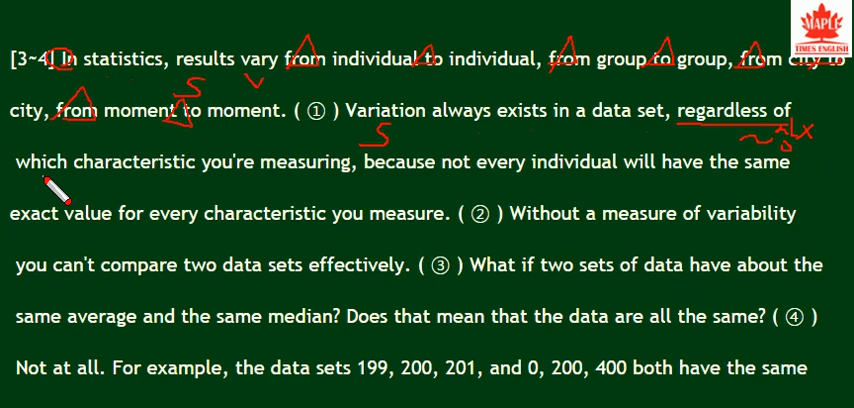 MAPLE
TIMES ENGLISH
[3~4] In statistics, results vary from individual to individual, from group to group, from city to
city, from moment to moment. ( ① ) Variation always exists in a data set, regardless of
which characteristic you're measuring, because not every individual will have the same
exact value for every characteristic you measure. ( ② ) Without a measure of variability
you can't compare two data sets effectively. ( ③ ) What if two sets of data have about the
same average and the same median? Does that mean that the data are all the same? ( ④ )
Not at all. For example, the data sets 199, 200, 201, and 0, 200, 400 both have the same
S
V
S